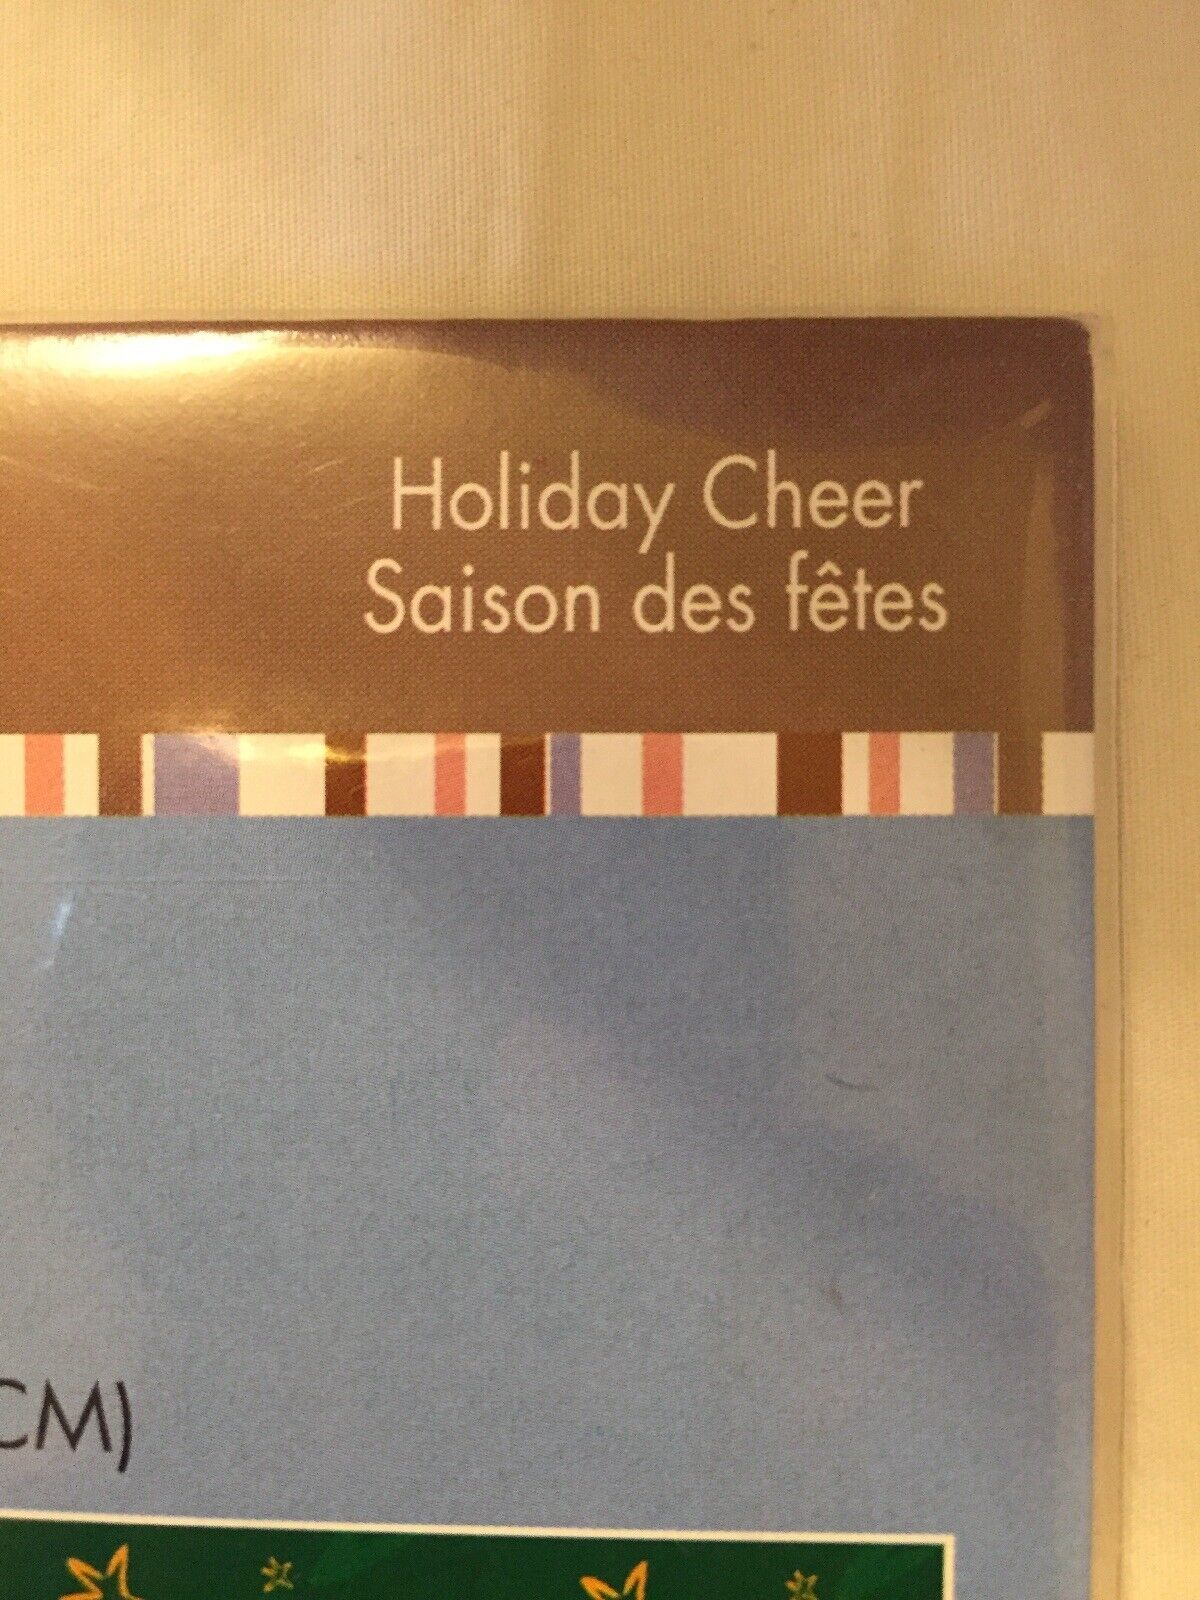 Holiday Cheer
Saison des fêtes
CM)